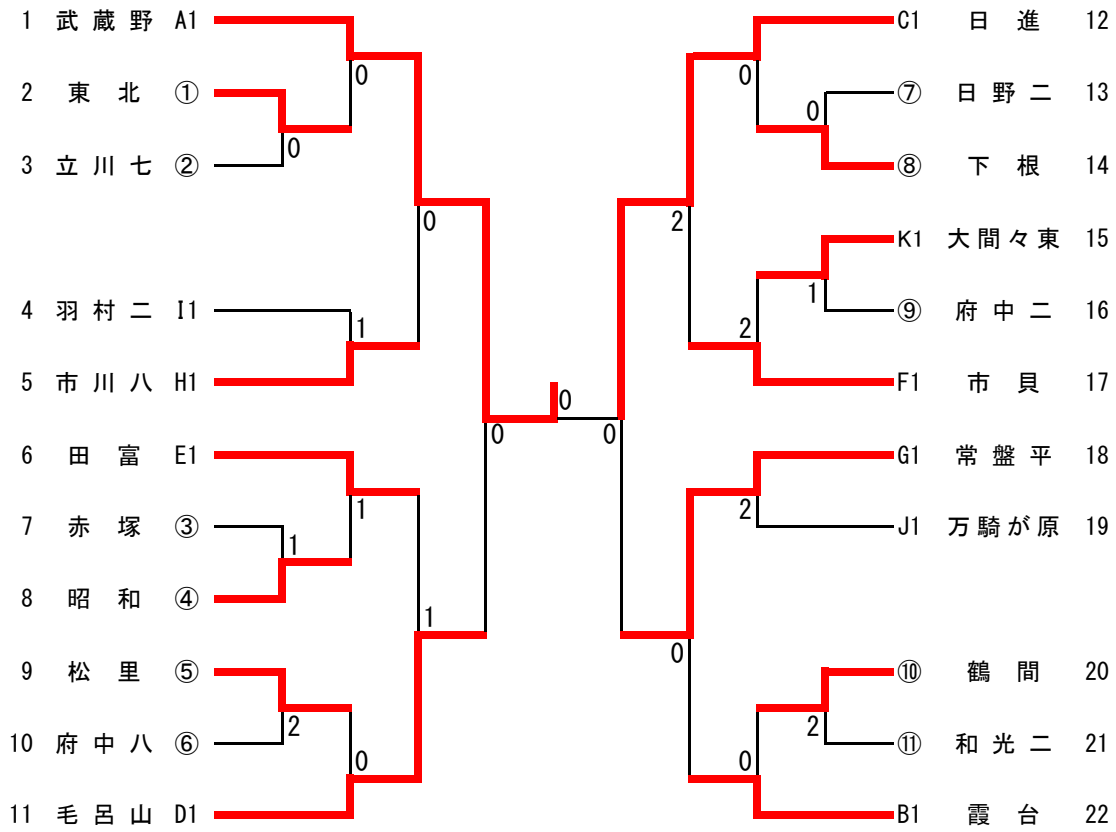 1 武蔵野 A1
0
2 東北 ①
0
3 立川七 ②
0
4 羽村二 I1
1
5 市川八 H1
0
6 田富 E1
1
7 赤塚 ③
1
8 昭和 ④
1
9 松里 ⑤
2
10 府中八 ⑥
0
11 毛呂山 D1
0
C1 日進 12
0
⑦ 日野二 13
0
⑧ 下根 14
2
K1 大間々東 15
1
⑨ 府中二 16
2
F1 市貝 17
0
G1 常盤平 18
2
J1 万騎が原 19
0
⑩ 鶴間 20
2
⑪ 和光二 21
0
B1 霞台 22